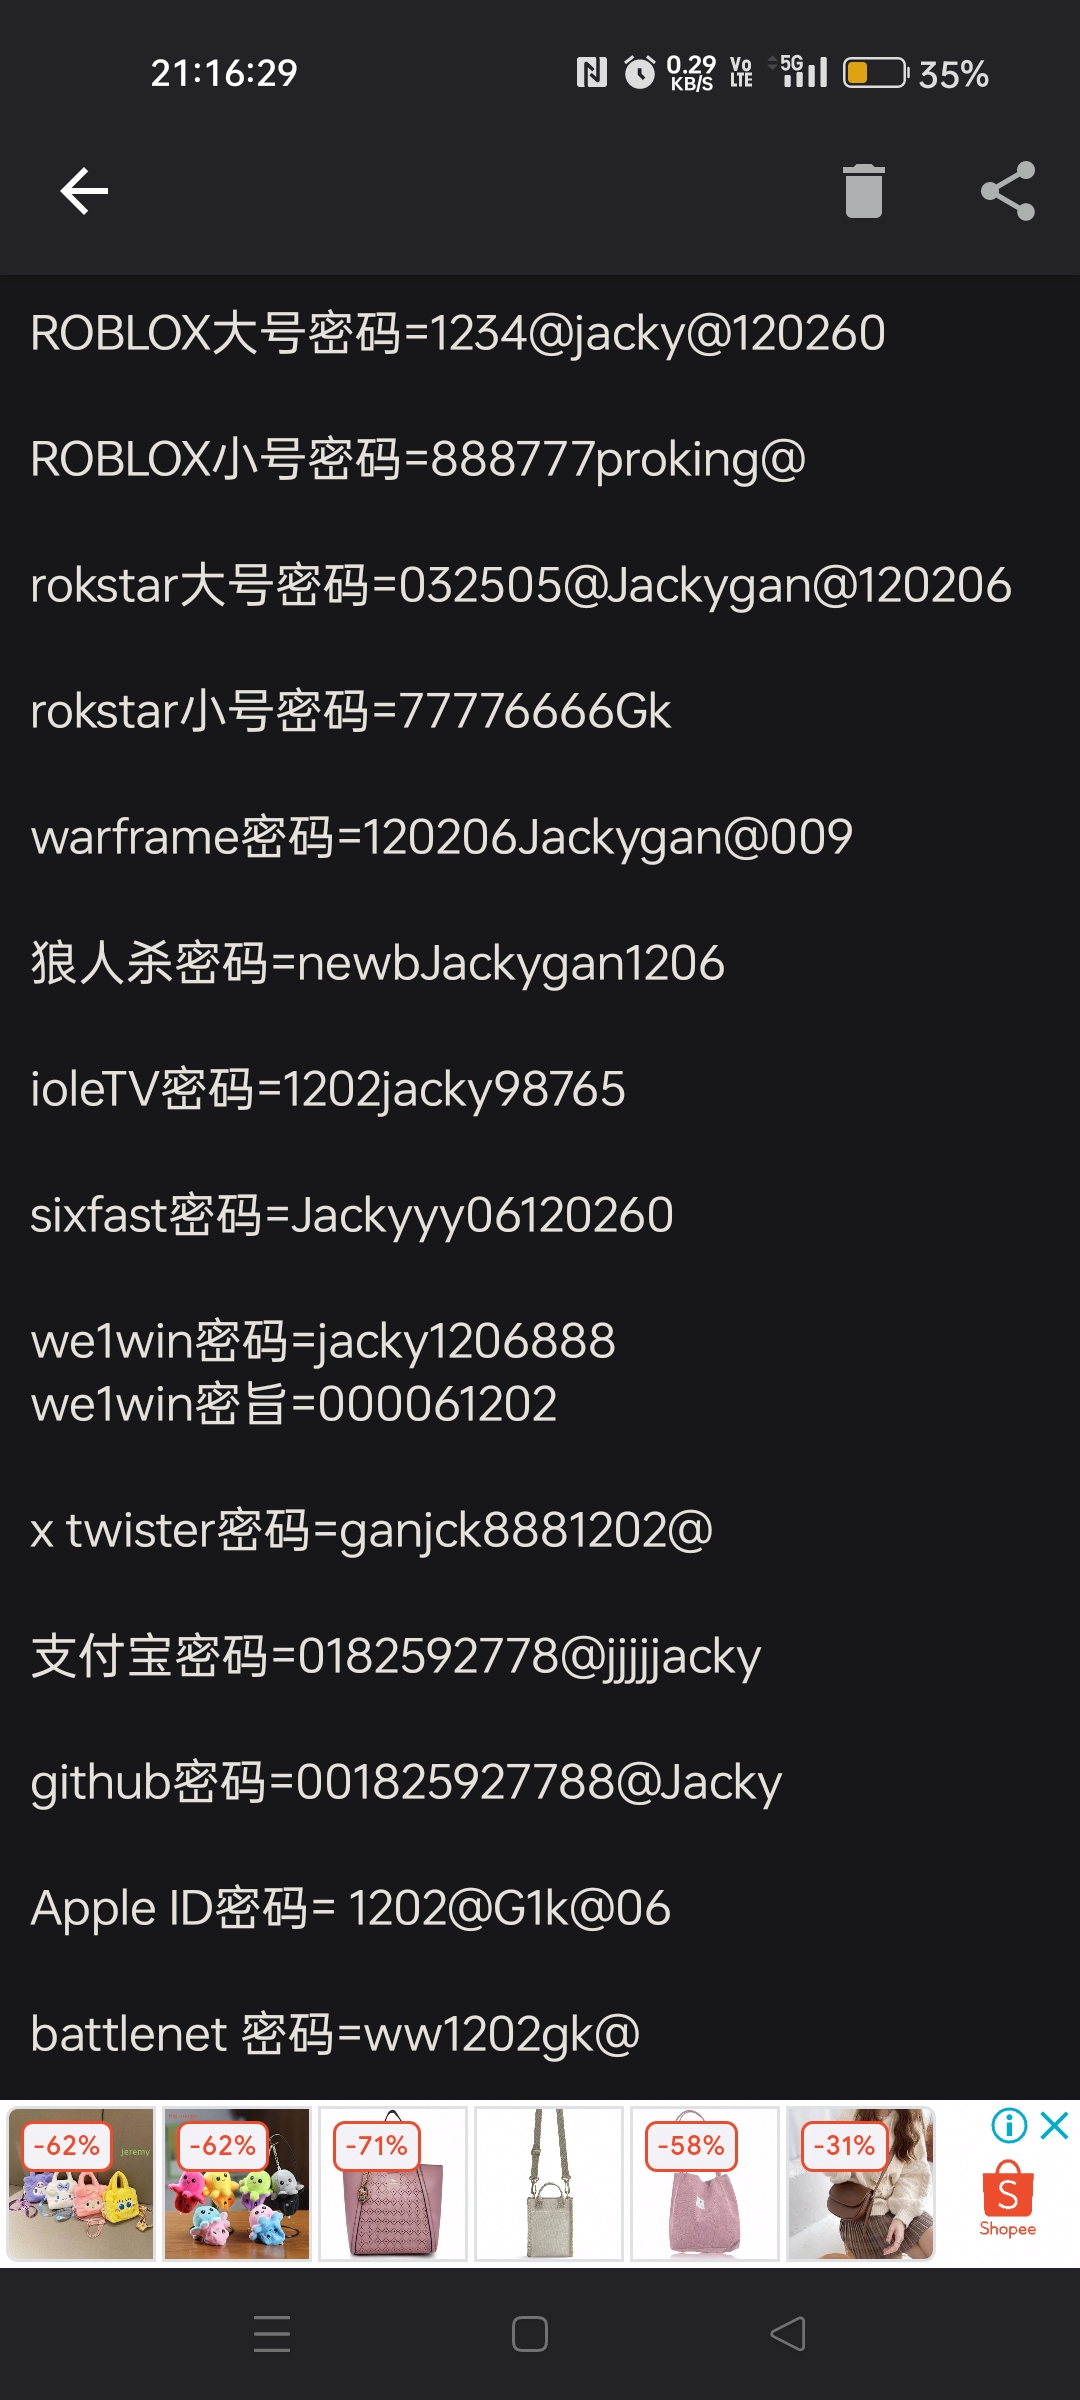 21:16:29
0.29 KB/S
Vo LTE
5G
35%
ROBLOX大号密码=1234@jacky@120260
ROBLOX小号密码=888777proking@
rokstar大号密码=032505@Jackygan@120206
rokstar小号密码=77776666Gk
warframe密码=120206Jackygan@009
狼人杀密码=newbJackygan1206
ioleTV密码=1202jacky98765
sixfast密码=Jackyyy06120260
we1win密码=jacky1206888
we1win密旨=000061202
x twister密码=ganjck8881202@
支付宝密码=0182592778@jjjjjacky
github密码=001825927788@Jacky
Apple ID密码= 1202@G1k@06
battlenet 密码=ww1202gk@
-62%
Jeremy
-62%
-71%
-58%
-31%
Shopee